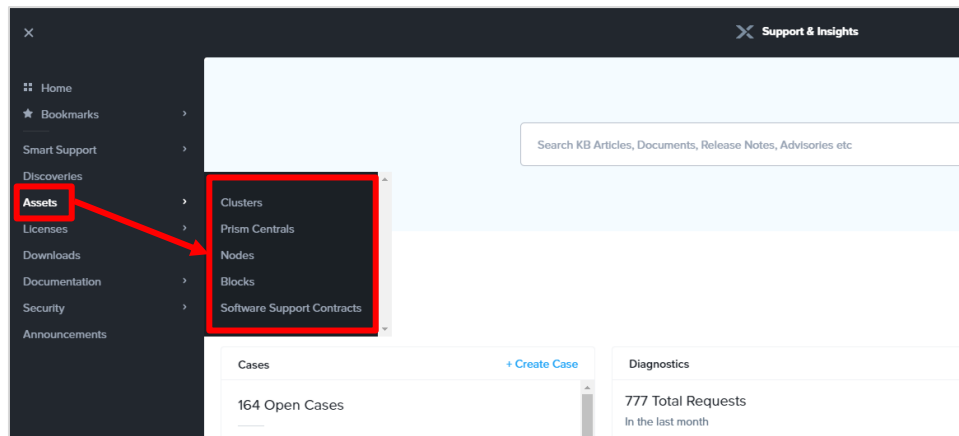 Support & Insights
Home
Bookmarks
Smart Support
Discoveries
Assets
Licenses
Downloads
Documentation
Security
Announcements
Clusters
Prism Centrals
Nodes
Blocks
Software Support Contracts
Search KB Articles, Documents, Release Notes, Advisories etc
Cases
+ Create Case
164 Open Cases
Diagnostics
777 Total Requests
In the last month